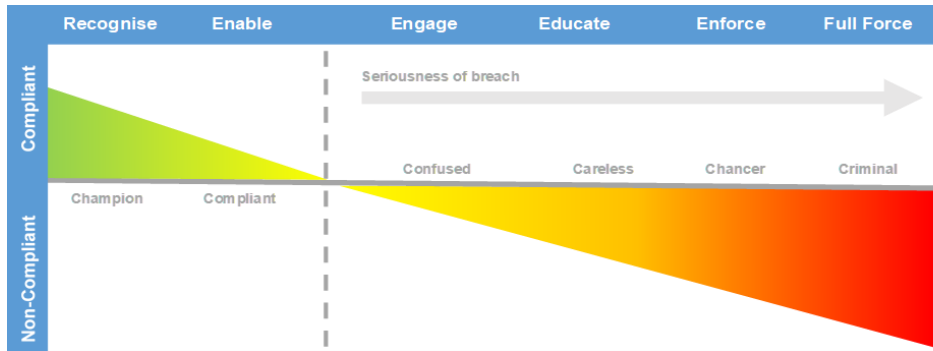 Recognise Enable Engage Educate Enforce Full Force
Compliant
Seriousness of breach
Confused Careless Chancer Criminal
Champion Compliant
Non-Compliant